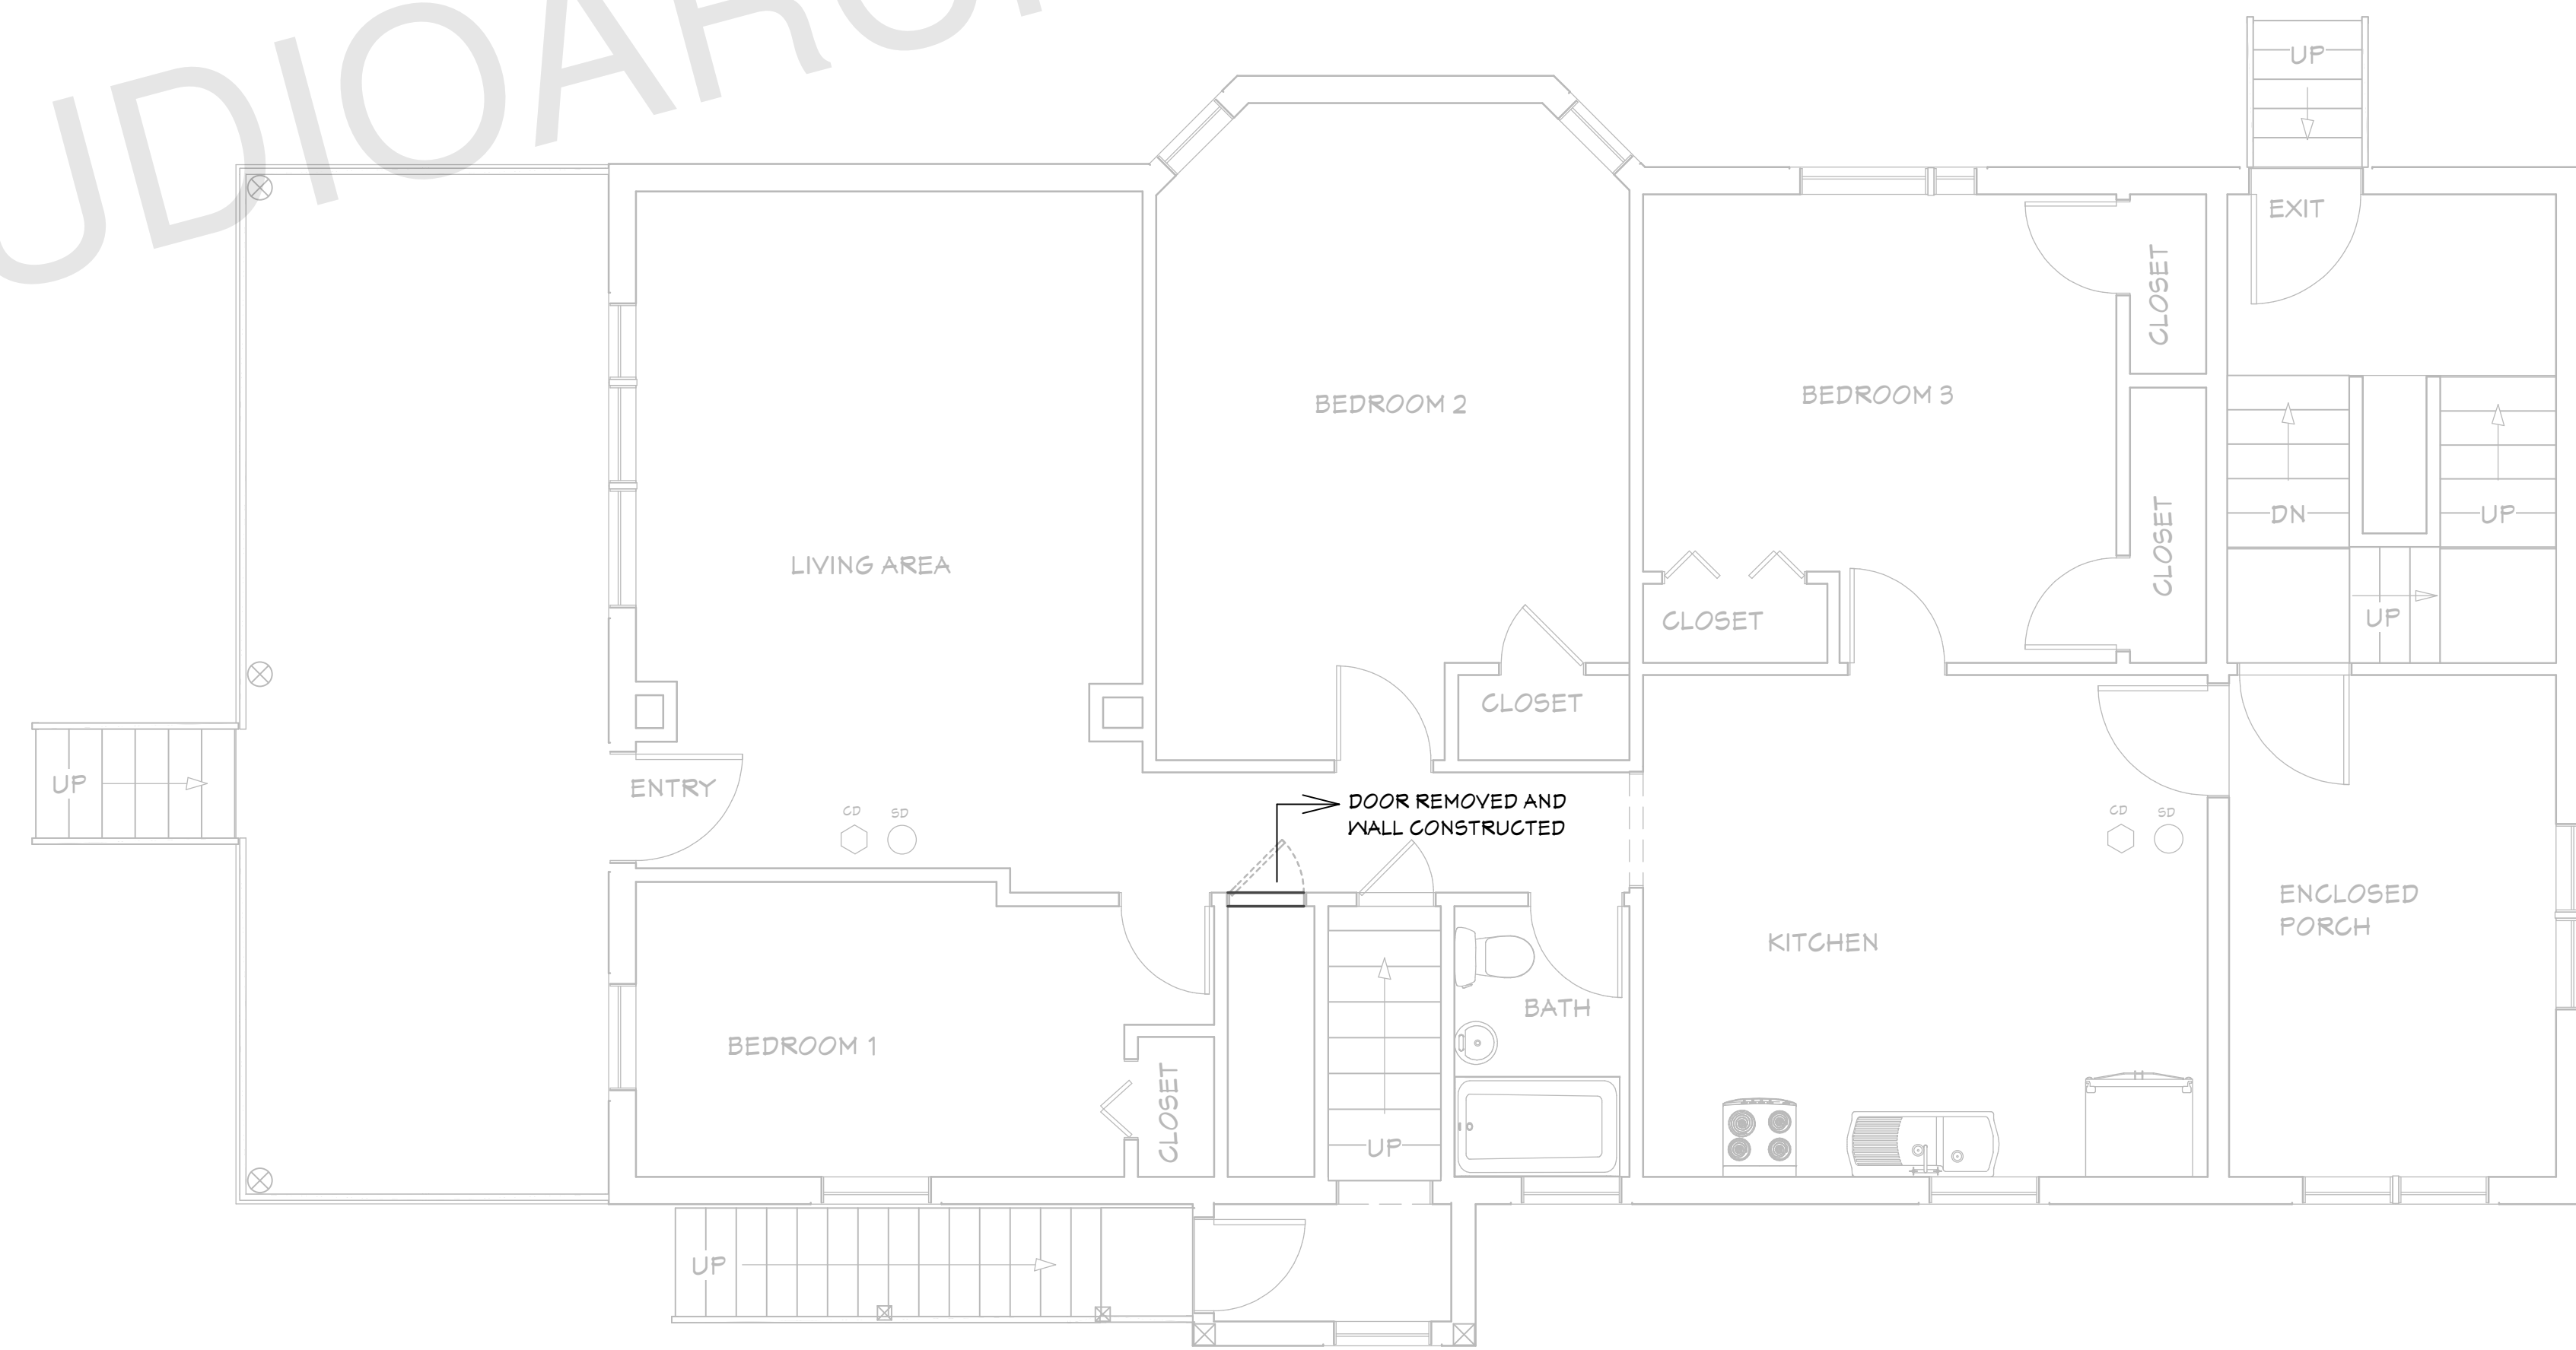 UDIOARCH
UP
EXIT
CLOSET
BEDROOM 2
BEDROOM 3
DN
UP
CLOSET
LIVING AREA
UP
CLOSET
CLOSET
UP
ENTRY
CD
SD
DOOR REMOVED AND
WALL CONSTRUCTED
CD
SD
ENCLOSED
PORCH
KITCHEN
BATH
BEDROOM 1
CLOSET
UP
UP